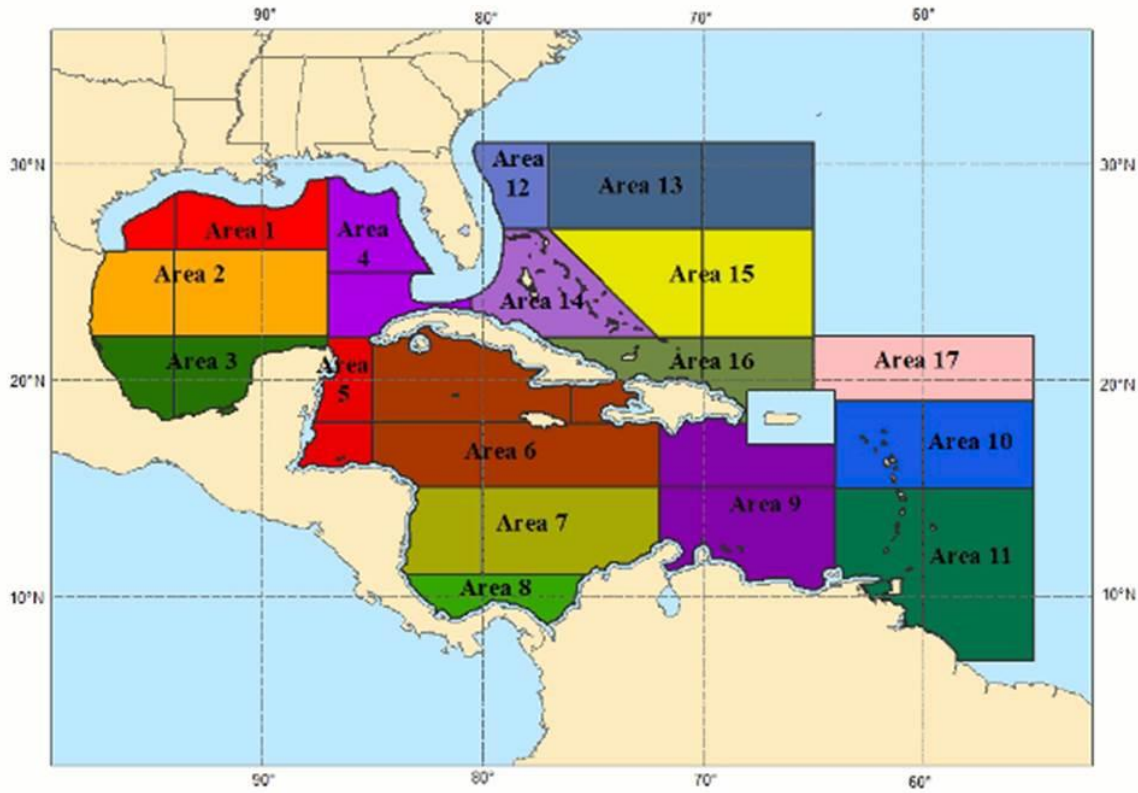 90°
80°
70°
60°
30°N
30°N
Area
12
Area 13
Area 1
Area
4
Area 2
Area 15
Area 14
Area 3
Area
5
Area 16
Area 17
20°N
20°N
Area 6
Area 10
Area 9
Area 7
Area 11
Area 8
10°N
10°N
90°
80°
70°
60°